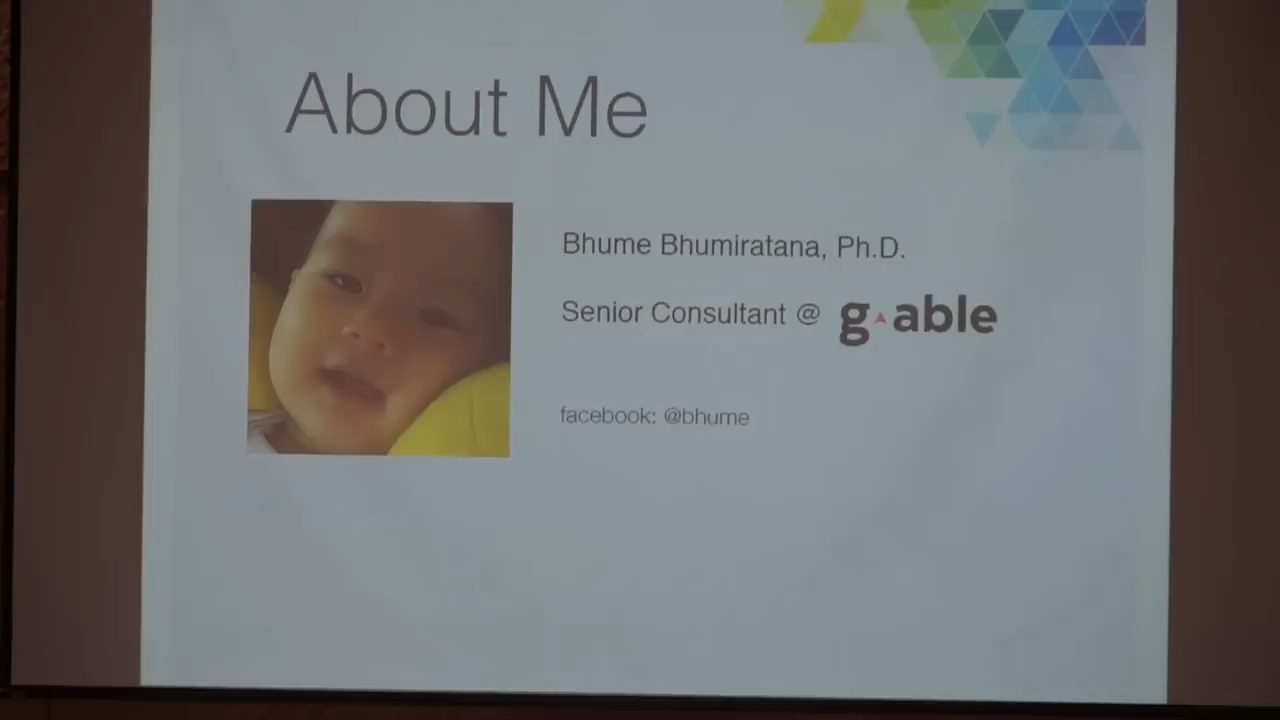 About Me
Bhume Bhumiratana, Ph.D.
Senior Consultant @ g able
facebook: @bhume